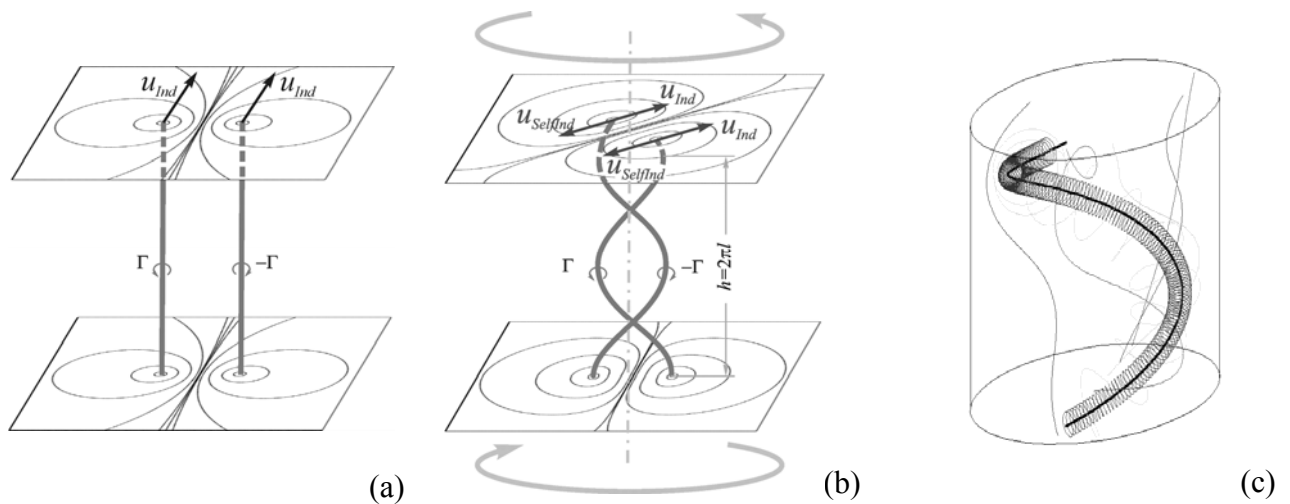 u_Ind
u_Ind
Γ
−Γ
(a)
u_Ind
u_SelfInd
u_Ind
u_SelfInd
Γ
−Γ
h=2πl
(b)
(c)